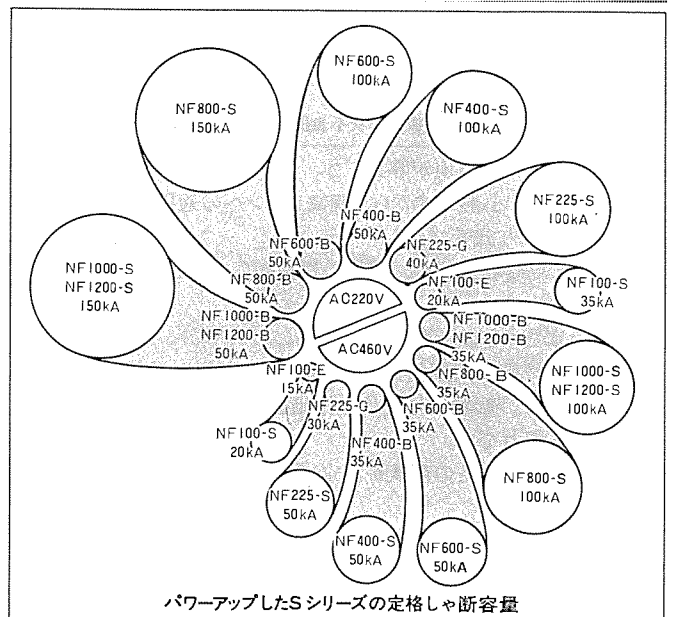 NF600-S
100kA
NF800-S
150kA
NF400-S
100kA
NF225-S
100kA
NF400-B
50kA
NF600-B
50kA
NF225-G
40kA
NF100-S
35kA
NF100-E
20kA
NF1000-S
NF1200-S
150kA
NF800-B
50kA
AC220V
NF1000-B
NF1200-B
50kA
NF1000-B
NF1200-B
35kA
AC460V
NF100-E
15kA
NF800-B
35kA
NF1000-S
NF1200-S
100kA
NF225-G
30kA
NF600-B
35kA
NF400-B
35kA
NF100-S
20kA
NF800-S
100kA
NF225-S
50kA
NF400-S
50kA
NF600-S
50kA
パワーアップしたSシリーズの定格しゃ断容量